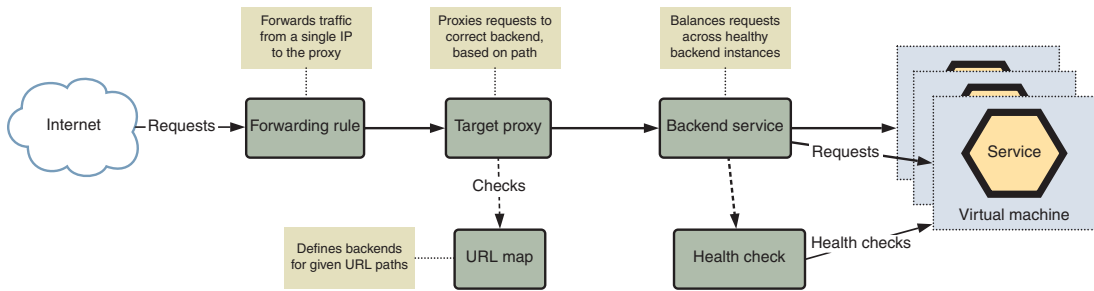 Forwards traffic
from a single IP
to the proxy
Proxies requests to
correct backend,
based on path
Balances requests
across healthy
backend instances
Internet
Requests
Forwarding rule
Target proxy
Backend service
Requests
Service
Virtual machine
Checks
Defines backends
for given URL paths
URL map
Health check
Health checks